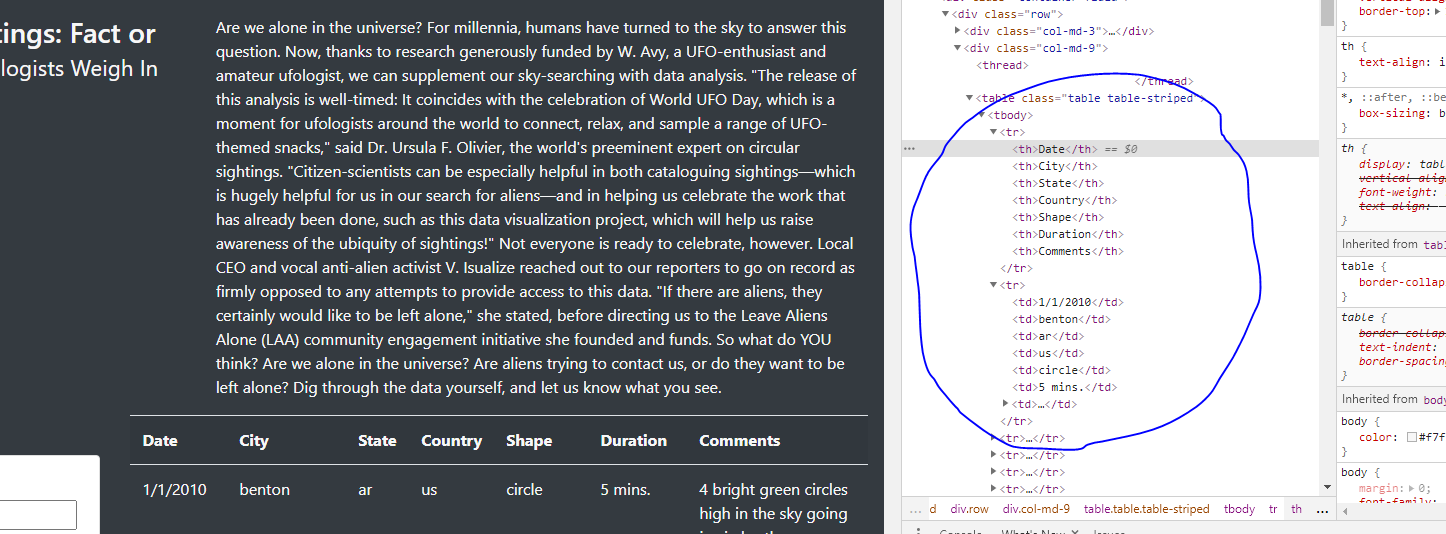 tings: Fact or
logists Weigh In
Are we alone in the universe? For millennia, humans have turned to the sky to answer this
question. Now, thanks to research generously funded by W. Avy, a UFO-enthusiast and
amateur ufologist, we can supplement our sky-searching with data analysis. "The release of
this analysis is well-timed: It coincides with the celebration of World UFO Day, which is a
moment for ufologists around the world to connect, relax, and sample a range of UFO-
themed snacks," said Dr. Ursula F. Olivier, the world's preeminent expert on circular
sightings. "Citizen-scientists can be especially helpful in both cataloguing sightings—which
is hugely helpful for us in our search for aliens—and in helping us celebrate the work that
has already been done, such as this data visualization project, which will help us raise
awareness of the ubiquity of sightings!" Not everyone is ready to celebrate, however. Local
CEO and vocal anti-alien activist V. Isualize reached out to our reporters to go on record as
firmly opposed to any attempts to provide access to this data. "If there are aliens, they
certainly would like to be left alone," she stated, before directing us to the Leave Aliens
Alone (LAA) community engagement initiative she founded and funds. So what do YOU
think? Are we alone in the universe? Are aliens trying to contact us, or do they want to be
left alone? Dig through the data yourself, and let us know what you see.
Date City State Country Shape Duration Comments
1/1/2010 benton ar us circle 5 mins. 4 bright green circles
high in the sky going
<div class="row">
<div class="col-md-3">…</div>
<div class="col-md-9">
<thread>
</thread>
<table class="table table-striped">
<tbody>
<tr>
<th>Date</th> == $0
<th>City</th>
<th>State</th>
<th>Country</th>
<th>Shape</th>
<th>Duration</th>
<th>Comments</th>
</tr>
<tr>
<td>1/1/2010</td>
<td>benton</td>
<td>ar</td>
<td>us</td>
<td>circle</td>
<td>5 mins.</td>
<td>…</td>
</tr>
<tr>…</tr>
<tr>…</tr>
<tr>…</tr>
<tr>…</tr>
... d div.row div.col-md-9 table.table.table-striped tbody tr th ...
Console What's New × Issues
border-top:
}
th {
text-align: i
}
*, ::after, ::be
box-sizing: b
}
th {
display: tabl
vertical-alig
font-weight:
text-align: -
}
Inherited from tabl
table {
border-collap
}
table {
border-collap
text-indent:
border-spacing
}
Inherited from body
body {
color: #f7f
}
body {
margin: 0;
font-family: